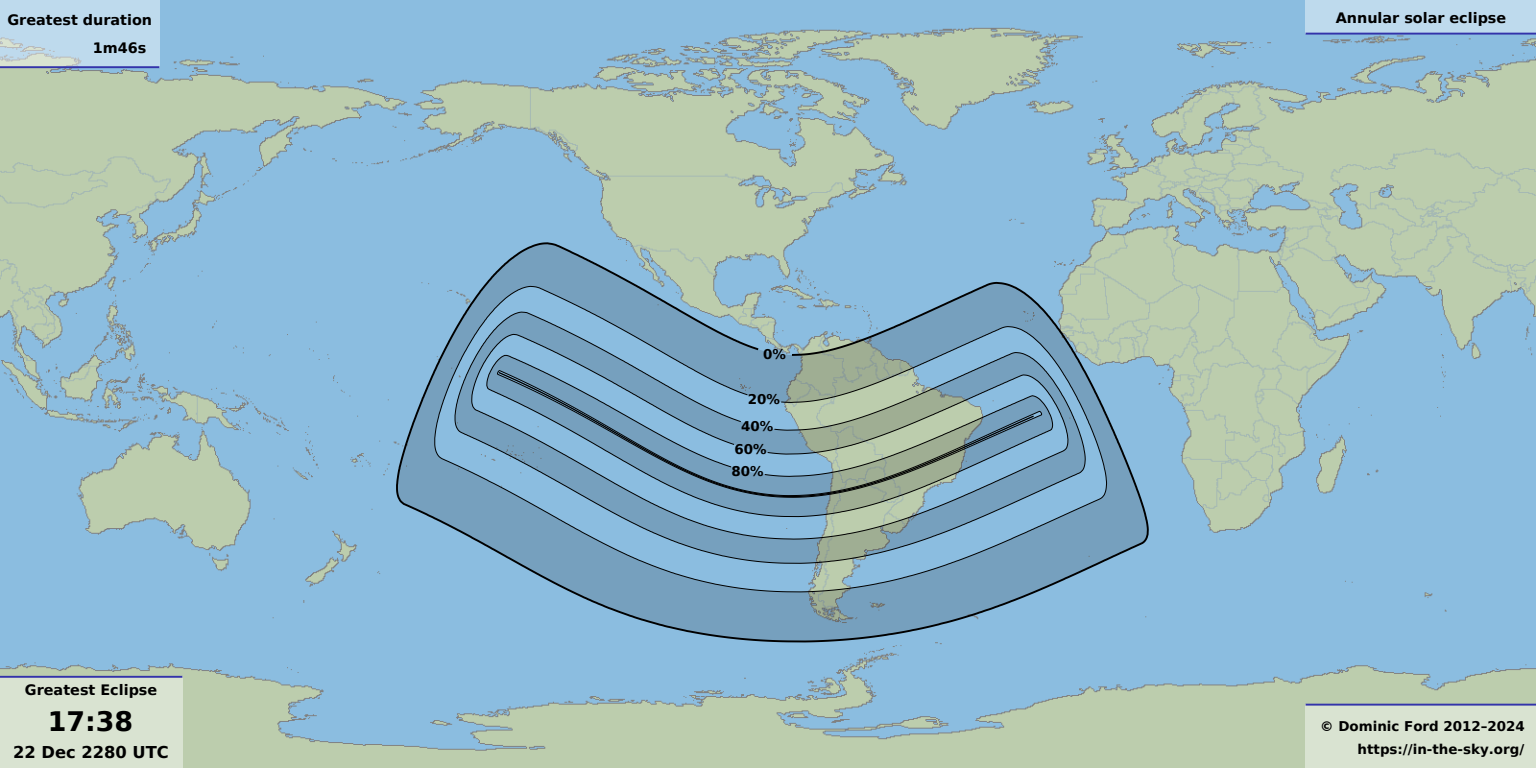 Greatest duration
1m46s
Annular solar eclipse
0%
20%
40%
60%
80%
Greatest Eclipse
17:38
22 Dec 2280 UTC
© Dominic Ford 2012–2024
https://in-the-sky.org/